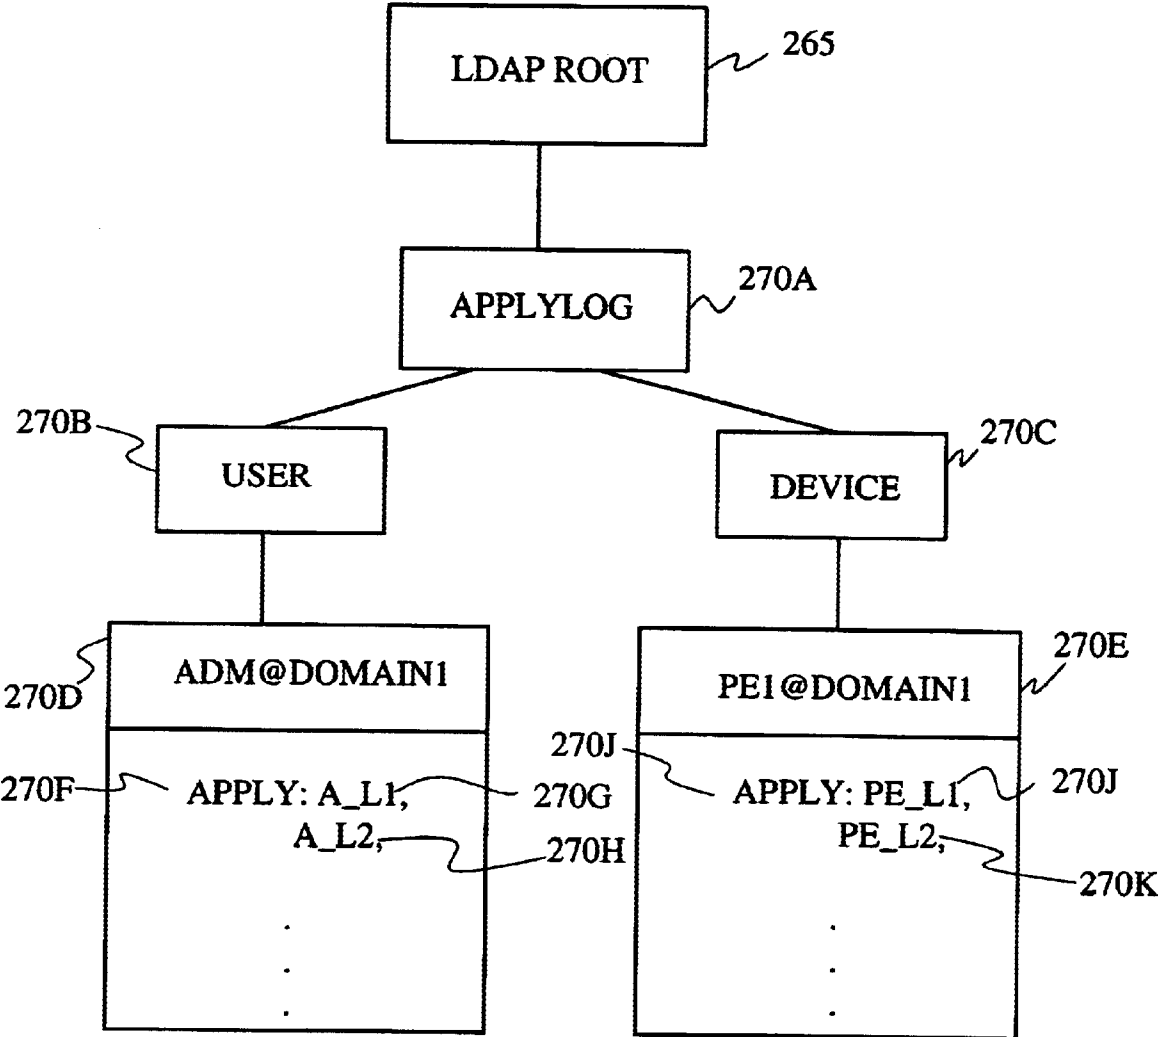 LDAP ROOT
265
APPLYLOG
270A
270B
USER
270C
DEVICE
270D
ADM@DOMAIN1
270E
PE1@DOMAIN1
270F
APPLY: A_L1,
270G
A_L2,
270H
270J
APPLY: PE_L1,
270J
PE_L2,
270K